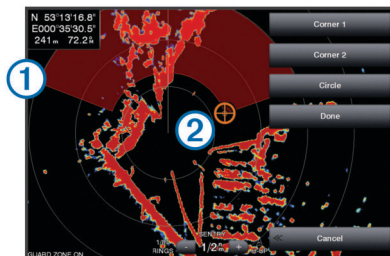 N 53°13'16.8"
E000°35'30.5"
241m 72.2°M
1
2
Corner 1
Corner 2
Circle
Done
Cancel
SENTRY
RINGS
- 1/2 +
GUARD ZONE ON